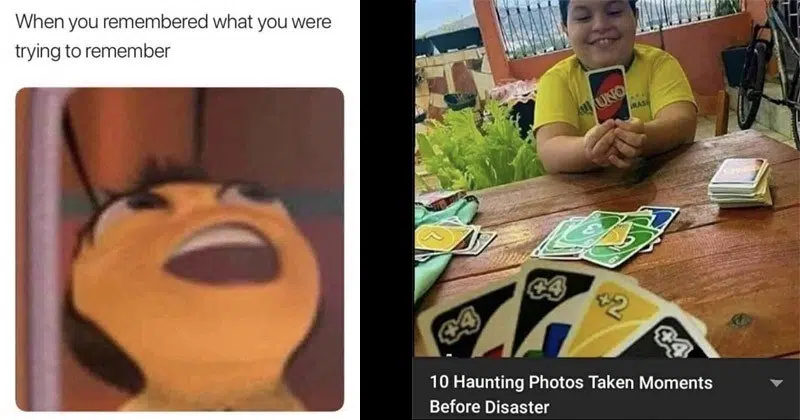 When you remembered what you were
trying to remember
UNO
+4
+4
+2
+4
10 Haunting Photos Taken Moments
Before Disaster